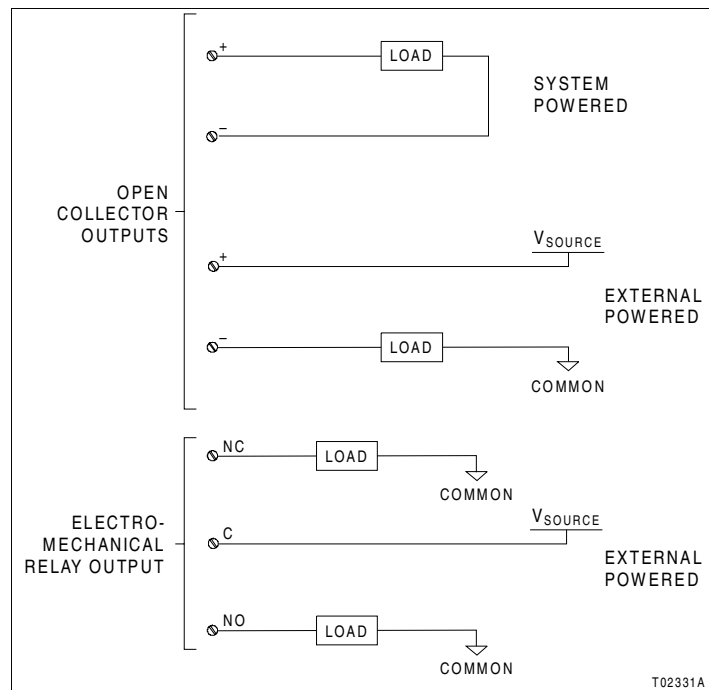 +
LOAD
SYSTEM
POWERED
–
OPEN
COLLECTOR
OUTPUTS
+
VSOURCE
EXTERNAL
POWERED
–
LOAD
COMMON
NC
LOAD
COMMON
ELECTRO-
MECHANICAL
RELAY OUTPUT
C
VSOURCE
EXTERNAL
POWERED
NO
LOAD
COMMON
T02331A